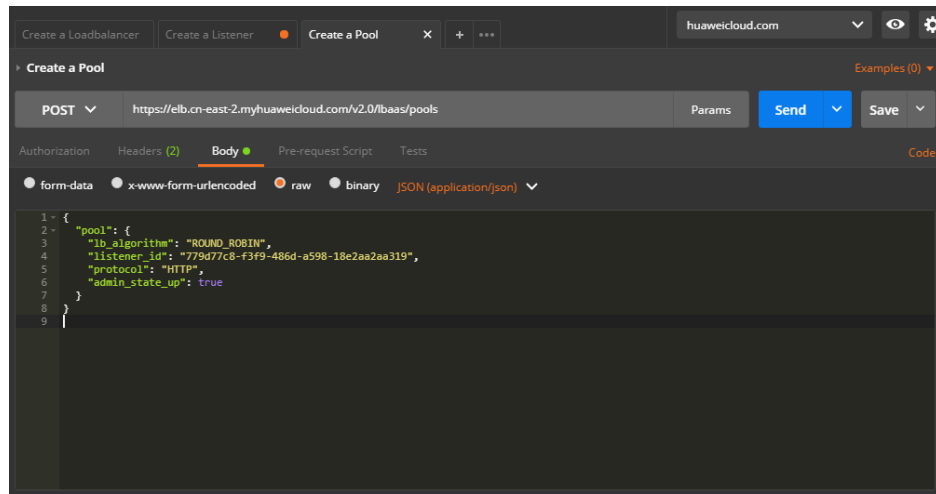 Create a Loadbalancer Create a Listener Create a Pool × + ••• huaweicloud.com
Create a Pool Examples (0)
POST https://elb.cn-east-2.myhuaweicloud.com/v2.0/lbaas/pools Params Send Save
Authorization Headers (2) Body Pre-request Script Tests Code
form-data x-www-form-urlencoded raw binary JSON (application/json)
1 {
2 "pool": {
3 "lb_algorithm": "ROUND_ROBIN",
4 "listener_id": "779d77c8-f3f9-486d-a598-18e2aa2aa319",
5 "protocol": "HTTP",
6 "admin_state_up": true
7 }
8 }
9